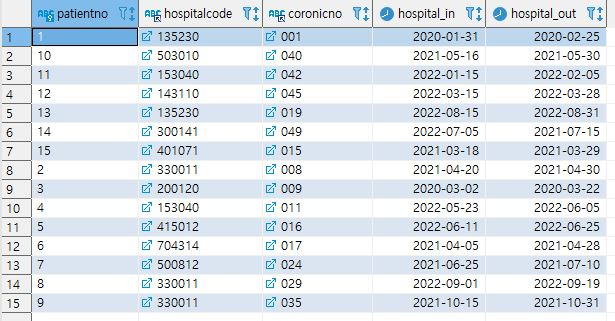 patientno hospitalcode coronicno hospital_in hospital_out
1 1 135230 001 2020-01-31 2020-02-25
2 10 503010 040 2021-05-16 2021-05-30
3 11 153040 042 2022-01-15 2022-02-05
4 12 143110 045 2022-03-15 2022-03-28
5 13 135230 019 2022-08-15 2022-08-31
6 14 300141 049 2022-07-05 2021-07-15
7 15 401071 015 2021-03-18 2021-03-29
8 2 330011 008 2021-04-20 2021-04-30
9 3 200120 009 2020-03-02 2020-03-22
10 4 153040 011 2022-05-23 2022-06-05
11 5 415012 016 2022-06-11 2022-06-25
12 6 704314 017 2021-04-05 2021-04-28
13 7 500812 024 2021-06-25 2021-07-10
14 8 330011 029 2022-09-01 2022-09-19
15 9 330011 035 2021-10-15 2021-10-31